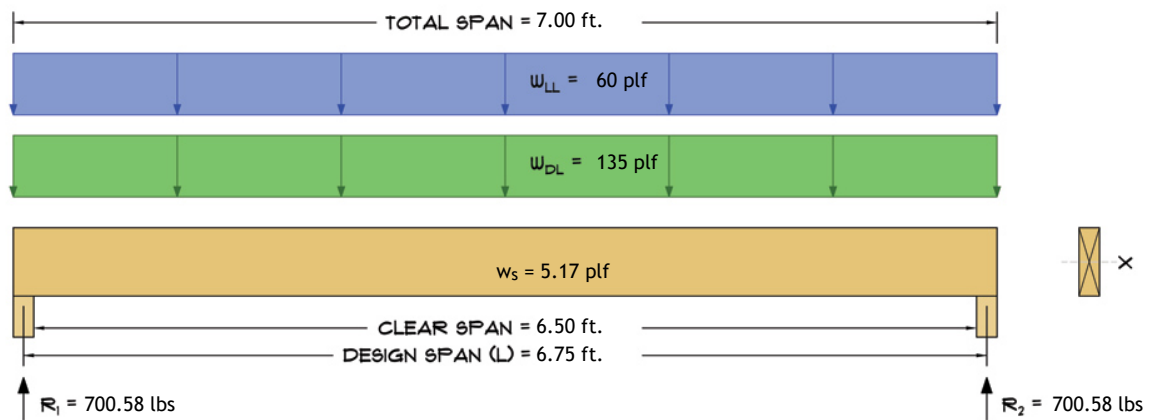 TOTAL SPAN = 7.00 ft.
wLL = 60 plf
wDL = 135 plf
ws = 5.17 plf
X
CLEAR SPAN = 6.50 ft.
DESIGN SPAN (L) = 6.75 ft.
R1 = 700.58 lbs
R2 = 700.58 lbs